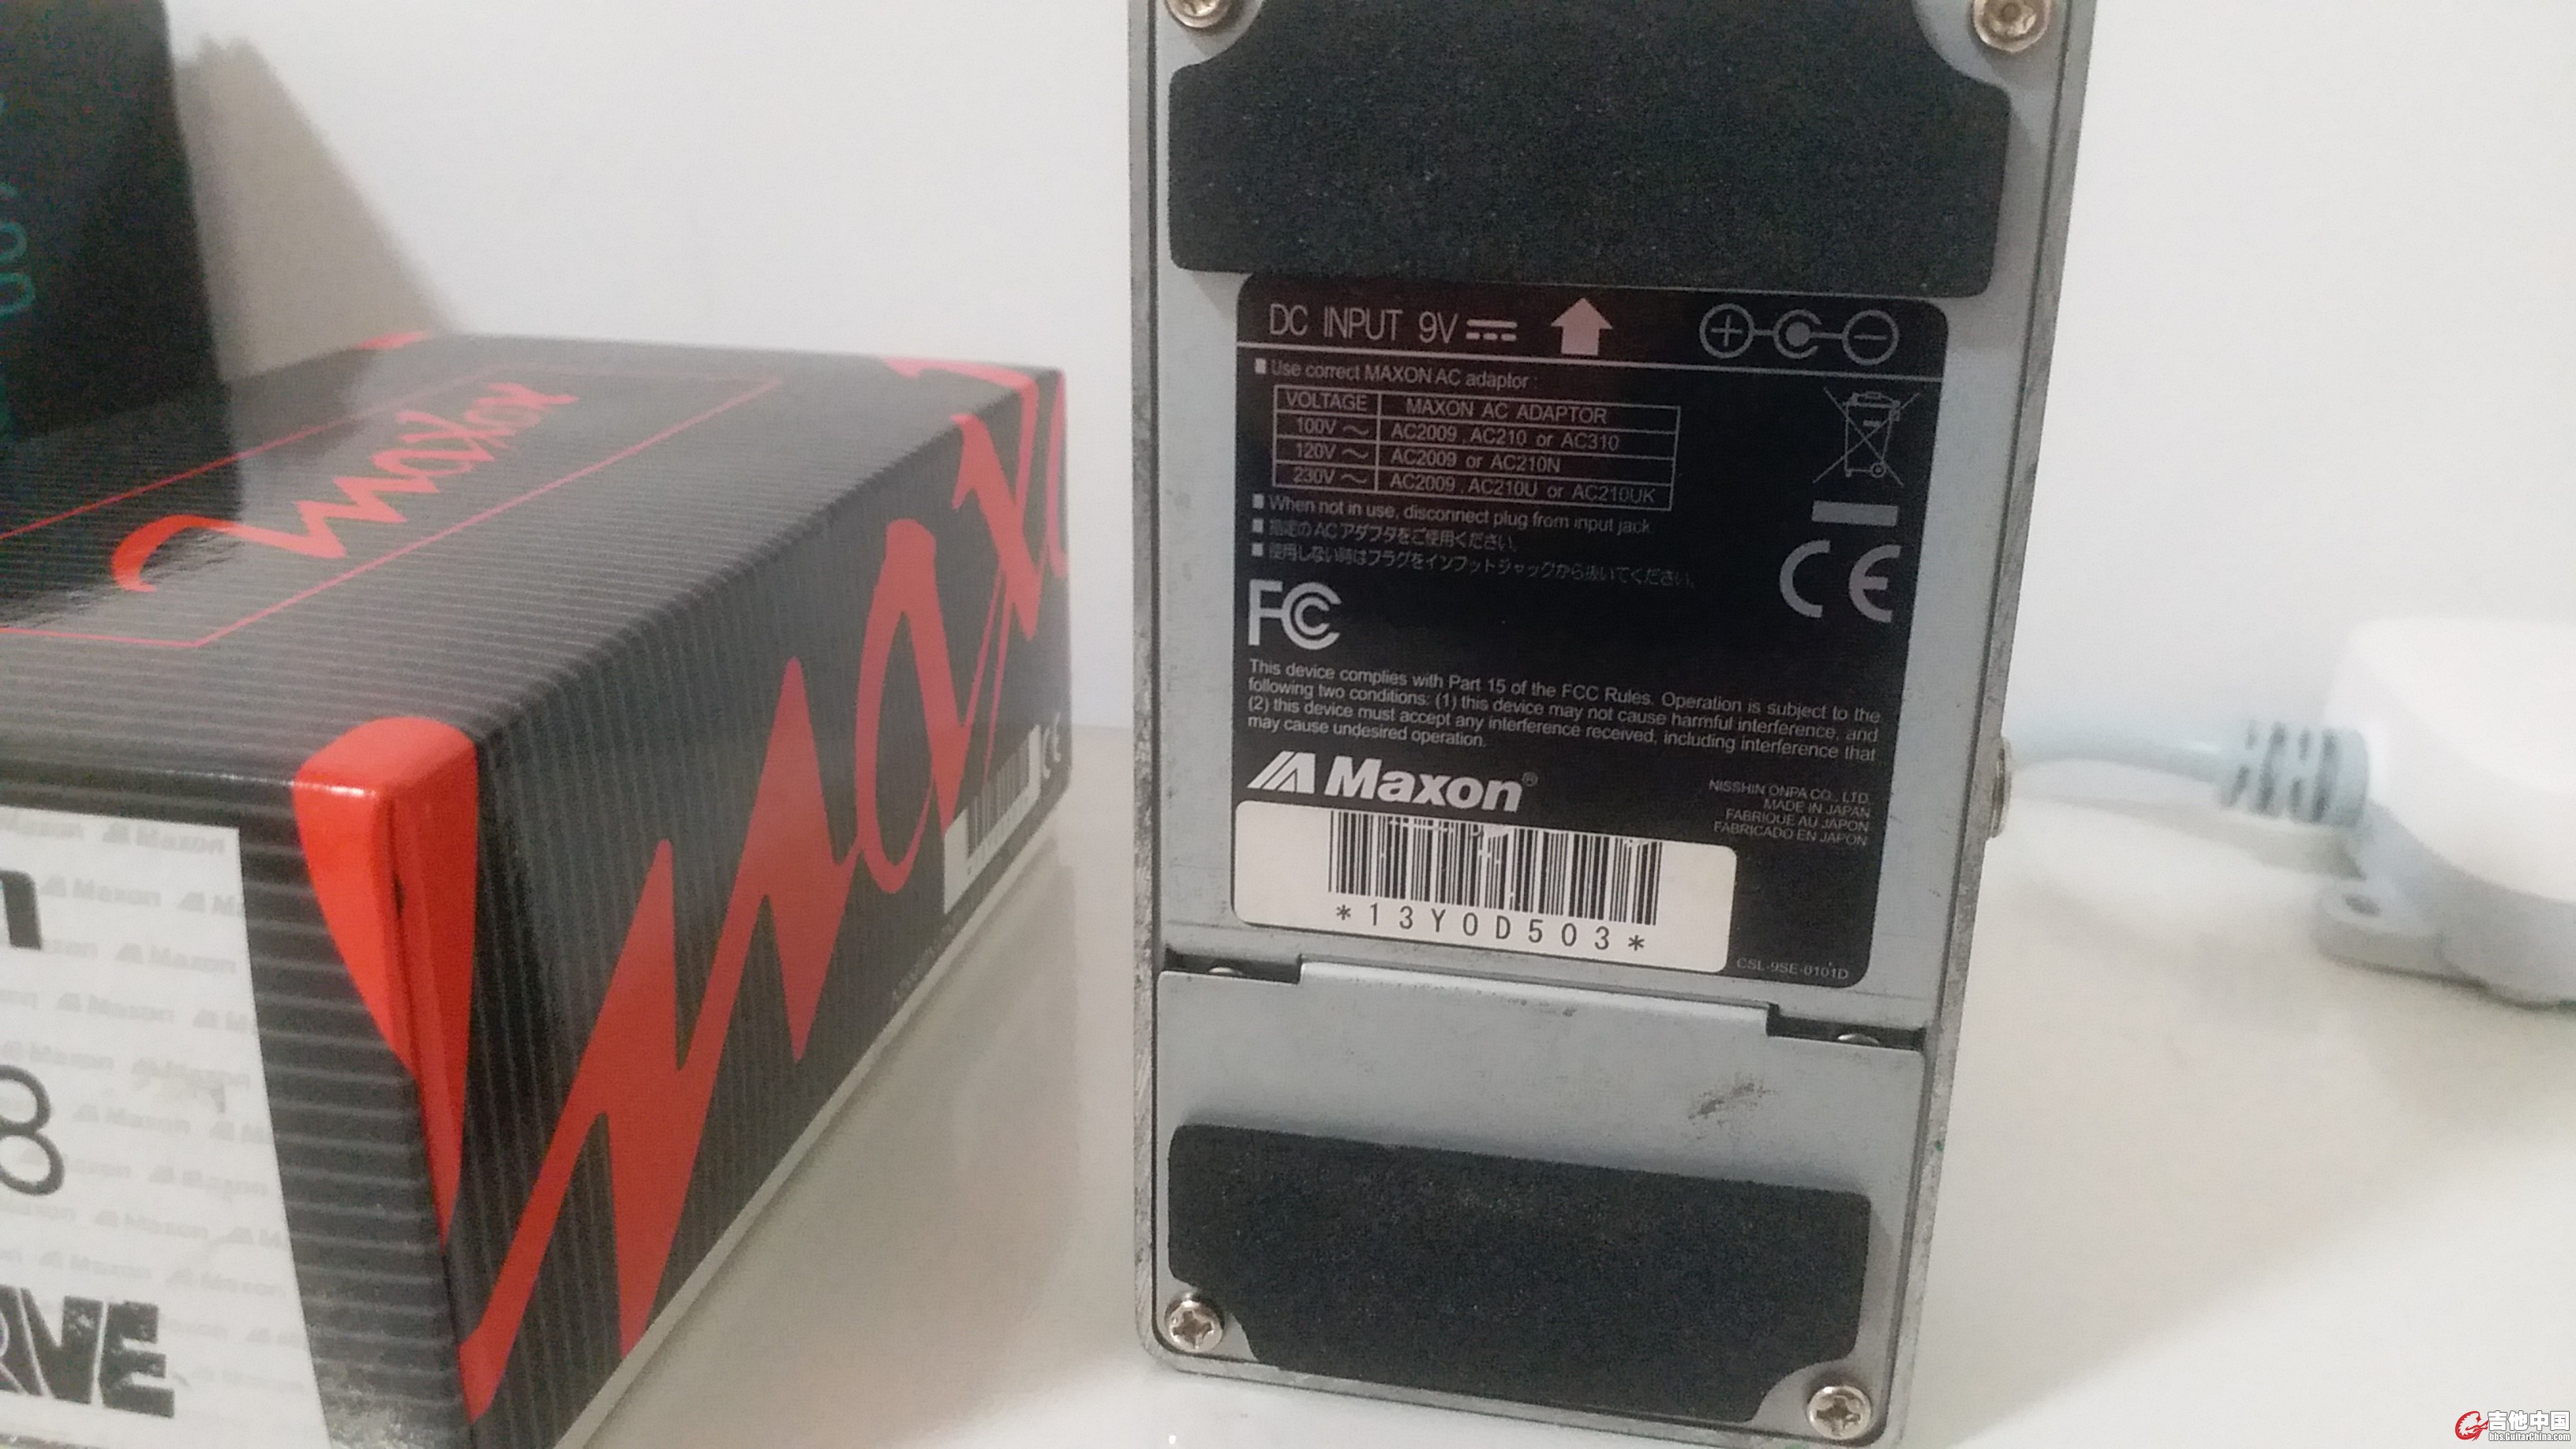 maxon
DC INPUT 9V
Use correct MAXON AC adaptor :
VOLTAGE MAXON AC ADAPTOR
100V ～ AC2009 , AC210 or AC310
120V ～ AC2009 or AC210N
230V ～ AC2009 , AC210U or AC210UK
When not in use, disconnect plug from input jack.
指定のACアダプタをご使用ください。
使用しない時はプラグをインプットジャックから抜いてください。
FC
CE
This device complies with Part 15 of the FCC Rules. Operation is subject to the
following two conditions: (1) this device may not cause harmful interference, and
(2) this device must accept any interference received, including interference that
may cause undesired operation.
Maxon®
NISSHIN ONPA CO., LTD.
MADE IN JAPAN
FABRIQUE AU JAPON
FABRICADO EN JAPON
*13Y0D503*
CSL-9SE-0101D
maxo
CE
8
VE
吉他中国
bbs.GuitarChina.com